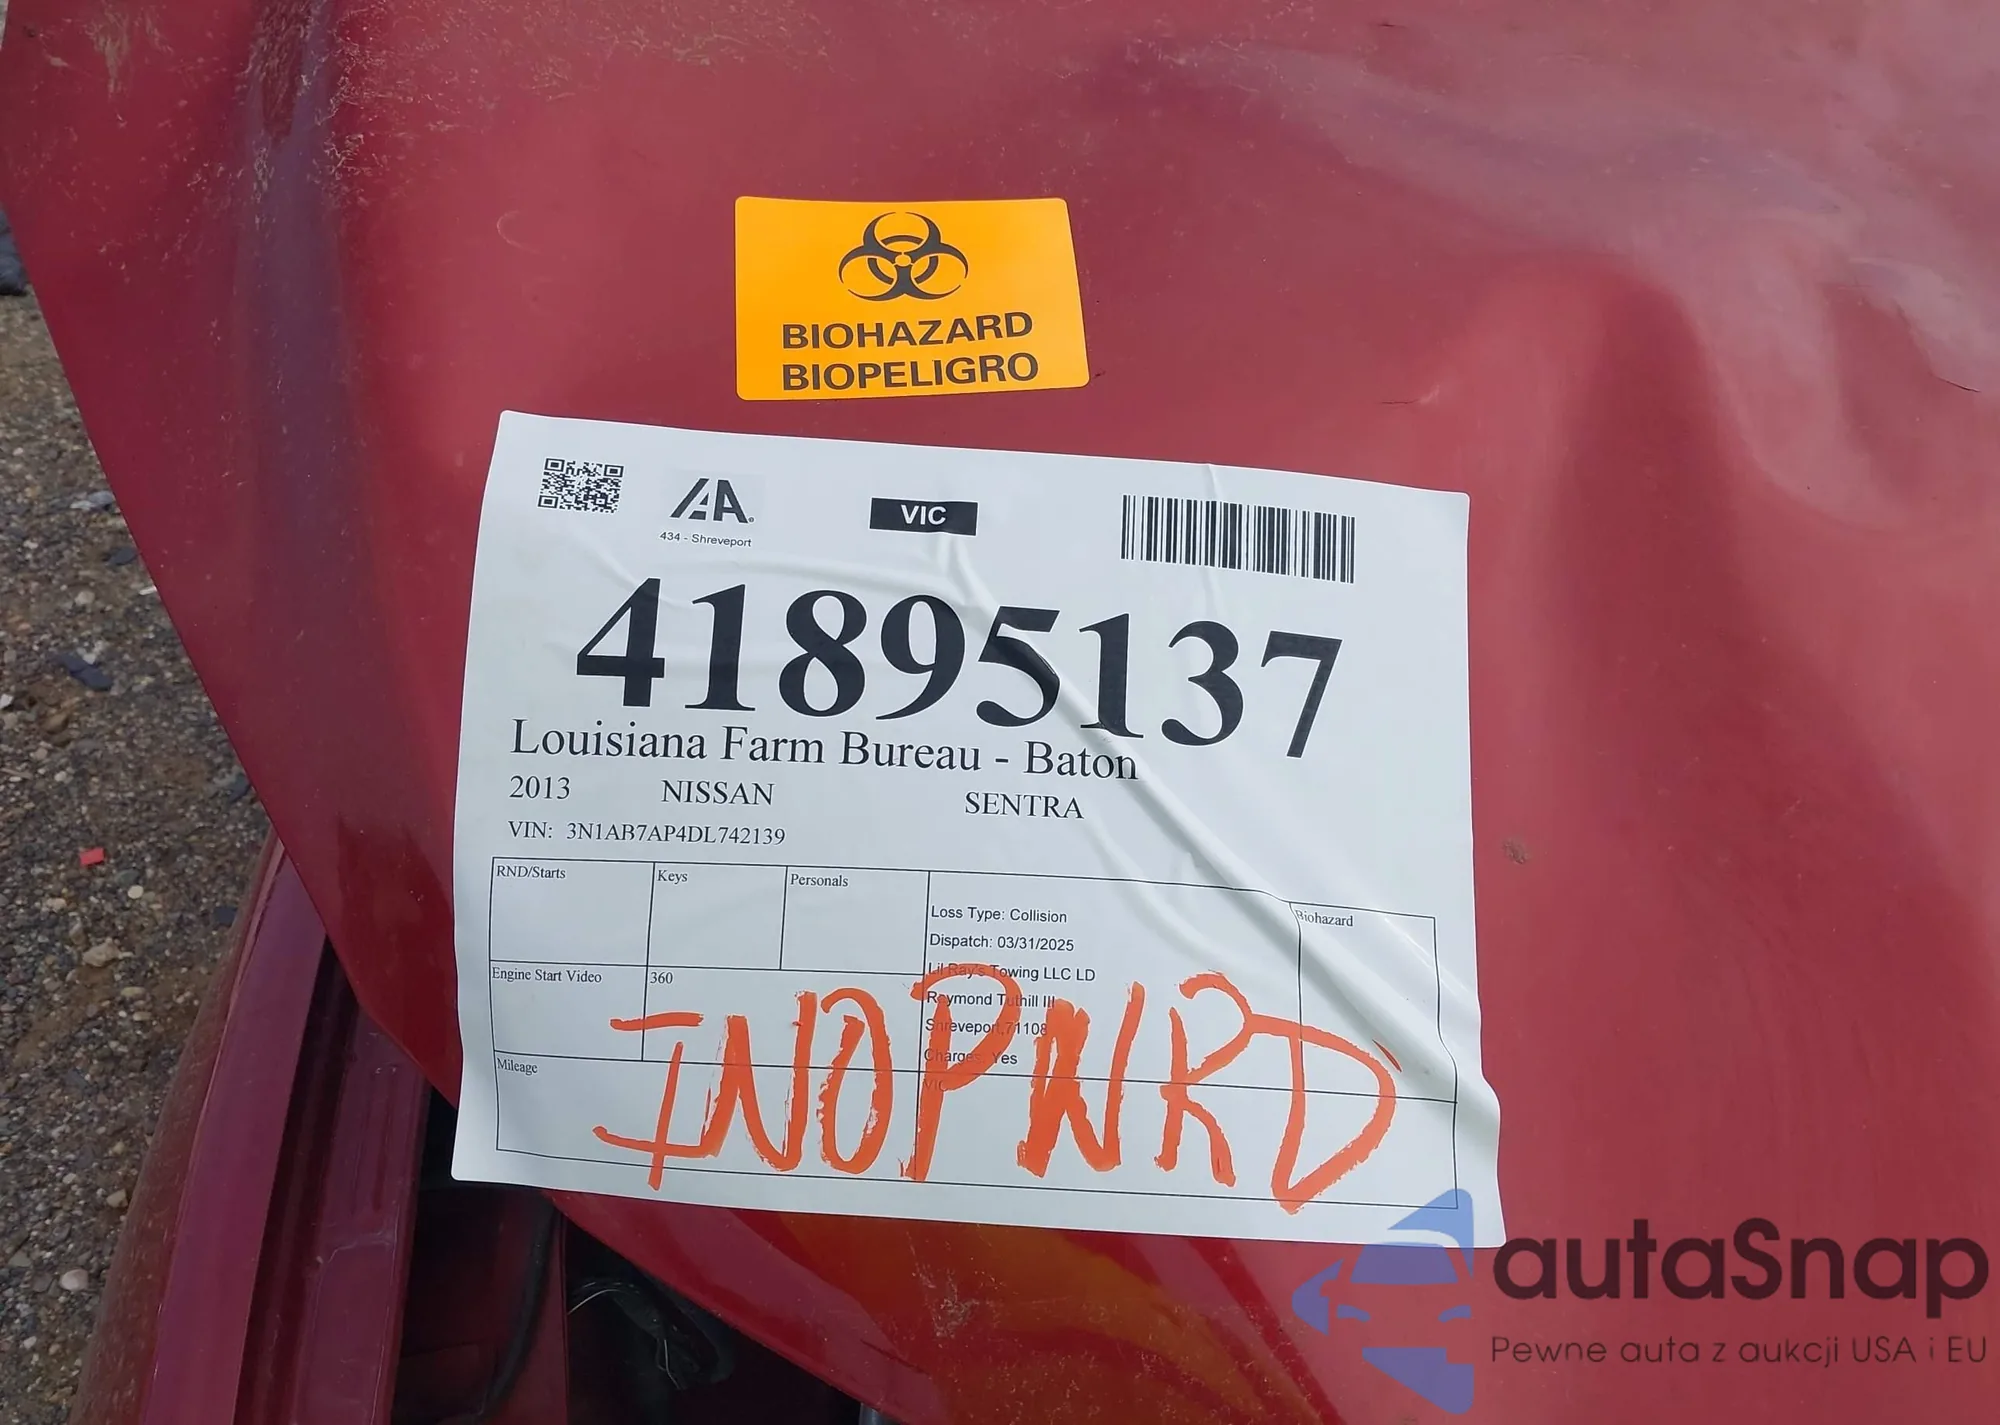 BIOHAZARD
BIOPELIGRO
IAA
434 - Shreveport
VIC
41895137
Louisiana Farm Bureau - Baton
2013 NISSAN SENTRA
VIN: 3N1AB7AP4DL742139
RND/Starts
Keys
Personals
Loss Type: Collision
Dispatch: 03/31/2025
Lil Ray's Towing LLC LD
Raymond Tuthill III
Shreveport, 71108
Charges: Yes
VIC
Biohazard
Engine Start Video
360
Mileage
INOPWRD
autaSnap
Pewne auta z aukcji USA i EU